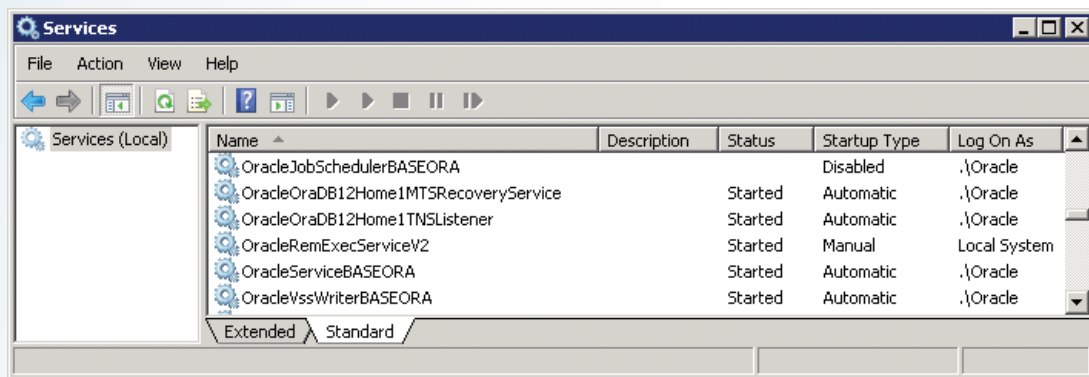 Services
File Action View Help
Services (Local)
Name Description Status Startup Type Log On As
OracleJobSchedulerBASEORA Disabled .\Oracle
OracleOraDB12Home1MTSRecoveryService Started Automatic .\Oracle
OracleOraDB12Home1TNSListener Started Automatic .\Oracle
OracleRemExecServiceV2 Started Manual Local System
OracleServiceBASEORA Started Automatic .\Oracle
OracleVssWriterBASEORA Started Automatic .\Oracle
Extended Standard